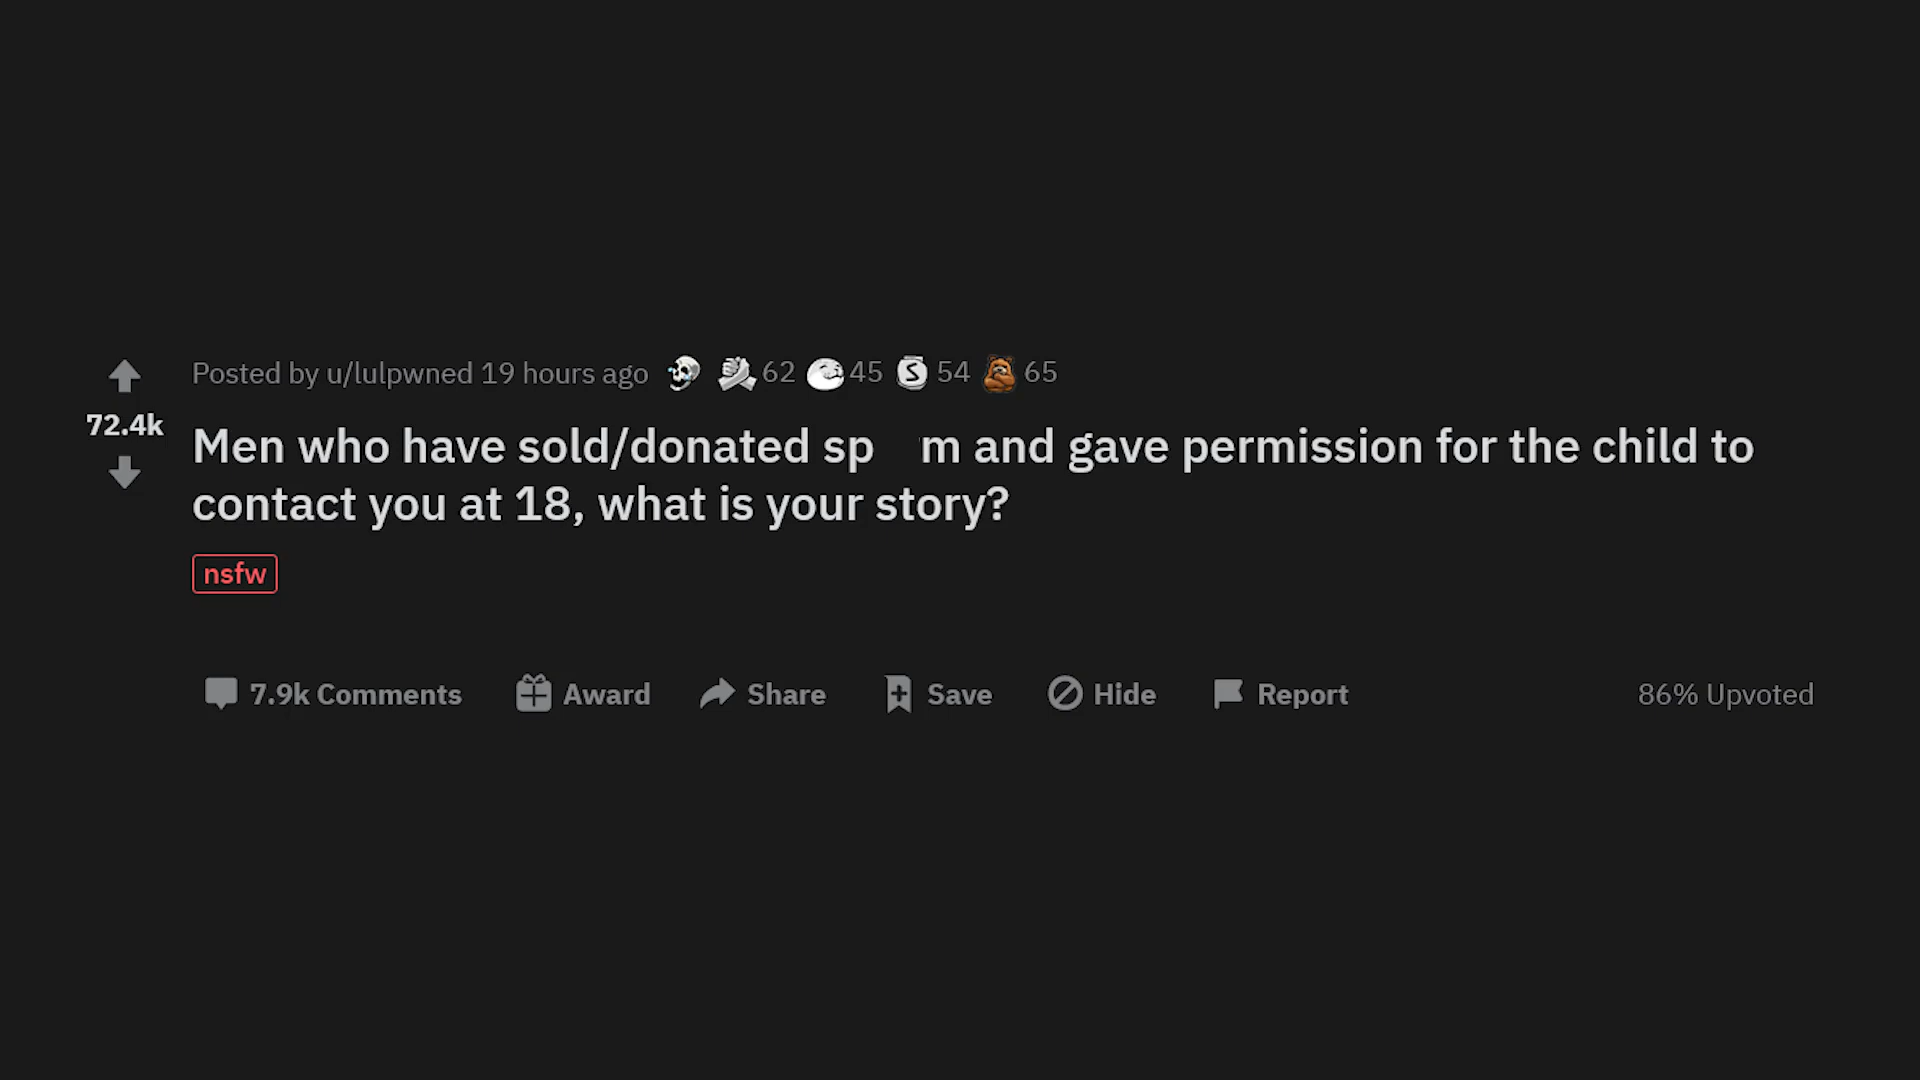 Posted by u/lulpwned 19 hours ago 62 45 S 54 65
72.4k
Men who have sold/donated sp m and gave permission for the child to
contact you at 18, what is your story?
nsfw
7.9k Comments Award Share Save Hide Report 86% Upvoted